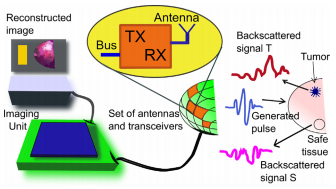 Reconstructed
image
Antenna
TX
RX
Bus
Backscattered
signal T
Tumor
Imaging
Unit
Set of antennas
and transceivers
Generated
pulse
Safe
tissue
Backscattered
signal S